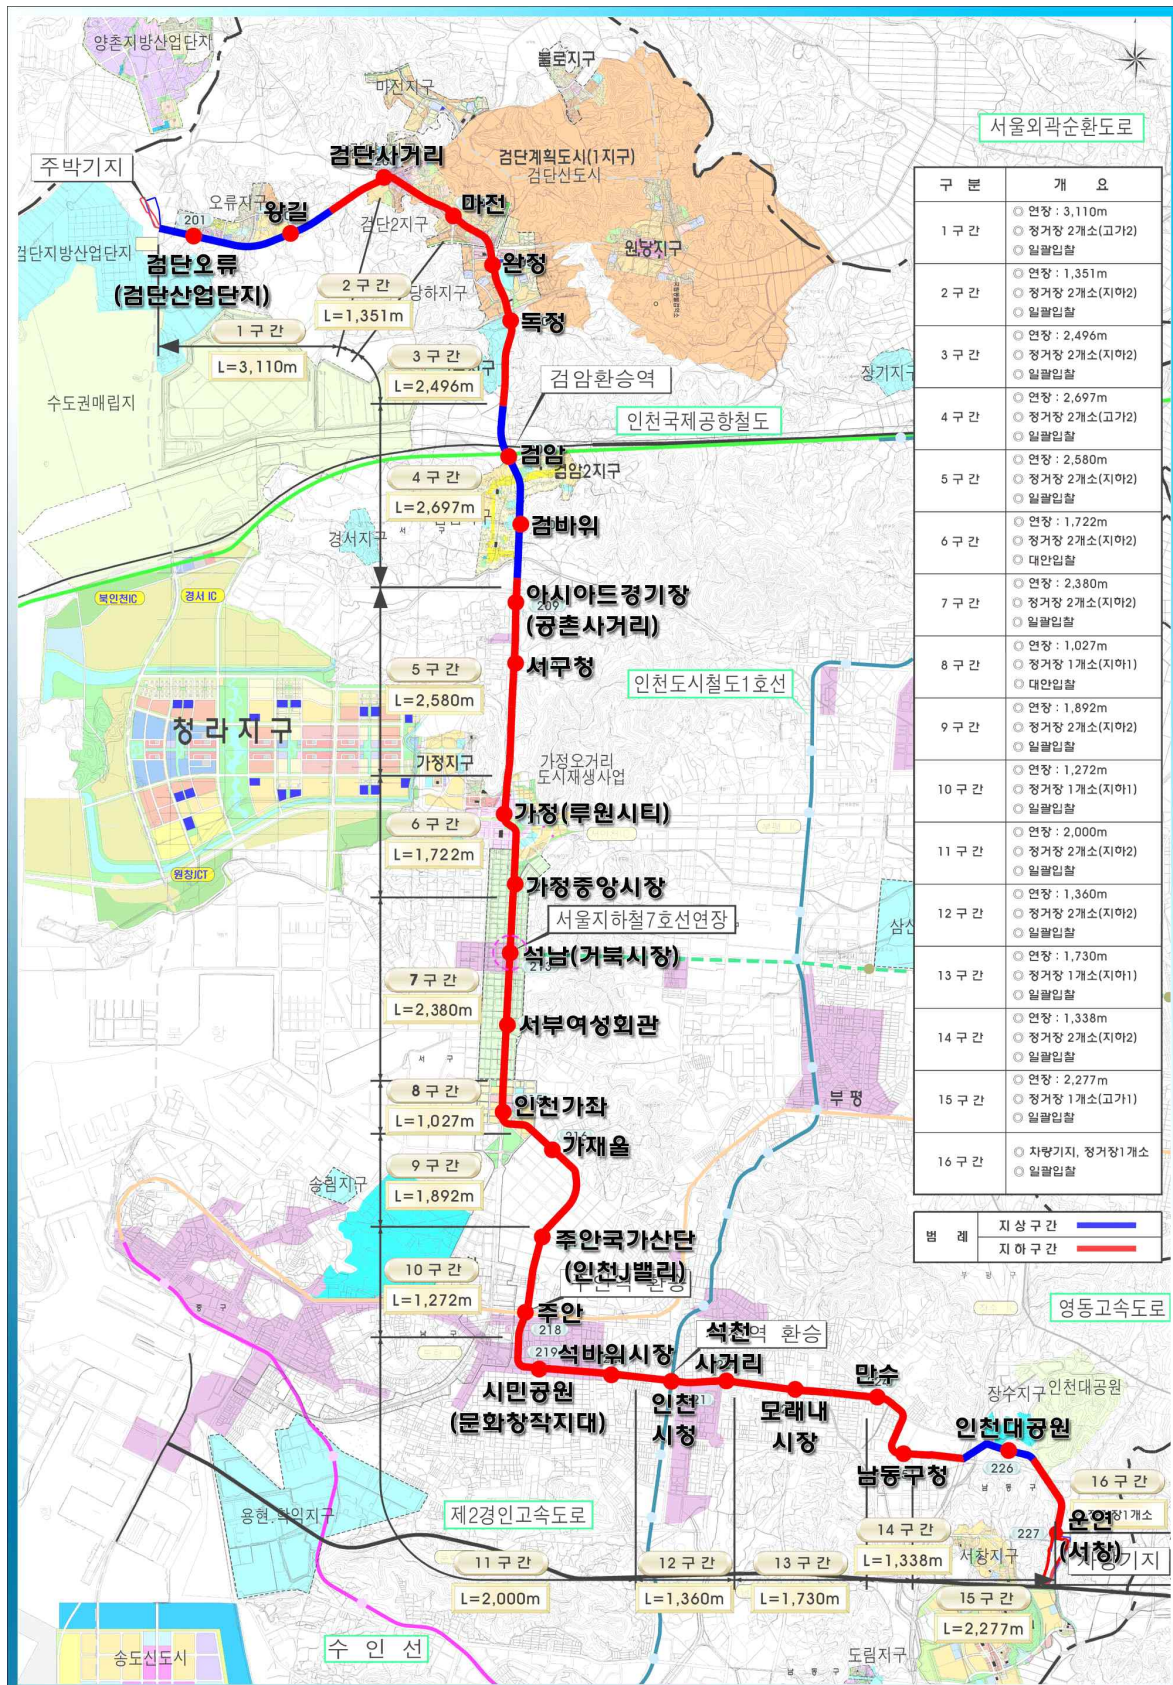 양촌지방산업단지
불로지구
마전지구
서울외곽순환도로
주박기지
검단사거리
검단계획도시(1지구)
검단신도시
오류지구
왕길
마전
검단2지구
201
원당지구
검단지방산업단지
검단오류
(검단산업단지)
완정
2 구 간
L=1,351m
당하지구
독정
1 구 간
L=3,110m
3 구 간
L=2,496m
검암환승역
장기지구
수도권매립지
인천국제공항철도
검암
검암2지구
4 구 간
L=2,697m
경서지구
서 구
검바위
북인천IC
경서 IC
아시아드경기장
209
(공촌사거리)
서구청
5 구 간
L=2,580m
인천도시철도1호선
청라지구
가정지구
가정오거리
도시재생사업
가정(루원시티)
6 구 간
L=1,722m
원창JCT
가정중앙시장
서울지하철7호선연장
삼산
석남(거북시장)
213
7 구 간
L=2,380m
서부여성회관
서 구
8 구 간
L=1,027m
인천가좌
부평
가재울
9 구 간
L=1,892m
송림지구
주안국가산단
(인천J밸리)
10 구 간
L=1,272m
주안
중 구
남 구
218
219
석바위시장
석천
사거리
역 환승
시민공원
(문화창작지대)
인천
시청
21
모래내
시장
만수
장수지구
인천대공원
인천대공원
남동구청
226
남 동 구
16 구 간
장1개소
227
운연
(서창)
용현.학익지구
제2경인고속도로
14 구 간
L=1,338m
서창지구
11 구 간
L=2,000m
12 구 간
L=1,360m
13 구 간
L=1,730m
15 구 간
L=2,277m
수 인 선
송도신도시
도림지구
남 동 구
영동고속도로
구 분
개 요
1 구 간
◎ 연장 : 3,110m
◎ 정거장 2개소(고가2)
◎ 일괄입찰
2 구 간
◎ 연장 : 1,351m
◎ 정거장 2개소(지하2)
◎ 일괄입찰
3 구 간
◎ 연장 : 2,496m
◎ 정거장 2개소(지하2)
◎ 일괄입찰
4 구 간
◎ 연장 : 2,697m
◎ 정거장 2개소(고가2)
◎ 일괄입찰
5 구 간
◎ 연장 : 2,580m
◎ 정거장 2개소(지하2)
◎ 일괄입찰
6 구 간
◎ 연장 : 1,722m
◎ 정거장 2개소(지하2)
◎ 대안입찰
7 구 간
◎ 연장 : 2,380m
◎ 정거장 2개소(지하2)
◎ 일괄입찰
8 구 간
◎ 연장 : 1,027m
◎ 정거장 1개소(지하1)
◎ 대안입찰
9 구 간
◎ 연장 : 1,892m
◎ 정거장 2개소(지하2)
◎ 일괄입찰
10 구 간
◎ 연장 : 1,272m
◎ 정거장 1개소(지하1)
◎ 일괄입찰
11 구 간
◎ 연장 : 2,000m
◎ 정거장 2개소(지하2)
◎ 일괄입찰
12 구 간
◎ 연장 : 1,360m
◎ 정거장 2개소(지하2)
◎ 일괄입찰
13 구 간
◎ 연장 : 1,730m
◎ 정거장 1개소(지하1)
◎ 일괄입찰
14 구 간
◎ 연장 : 1,338m
◎ 정거장 2개소(지하2)
◎ 일괄입찰
15 구 간
◎ 연장 : 2,277m
◎ 정거장 1개소(고가1)
◎ 일괄입찰
16 구 간
◎ 차량기지, 정거장1개소
◎ 일괄입찰
범 례
지 상 구 간
지 하 구 간